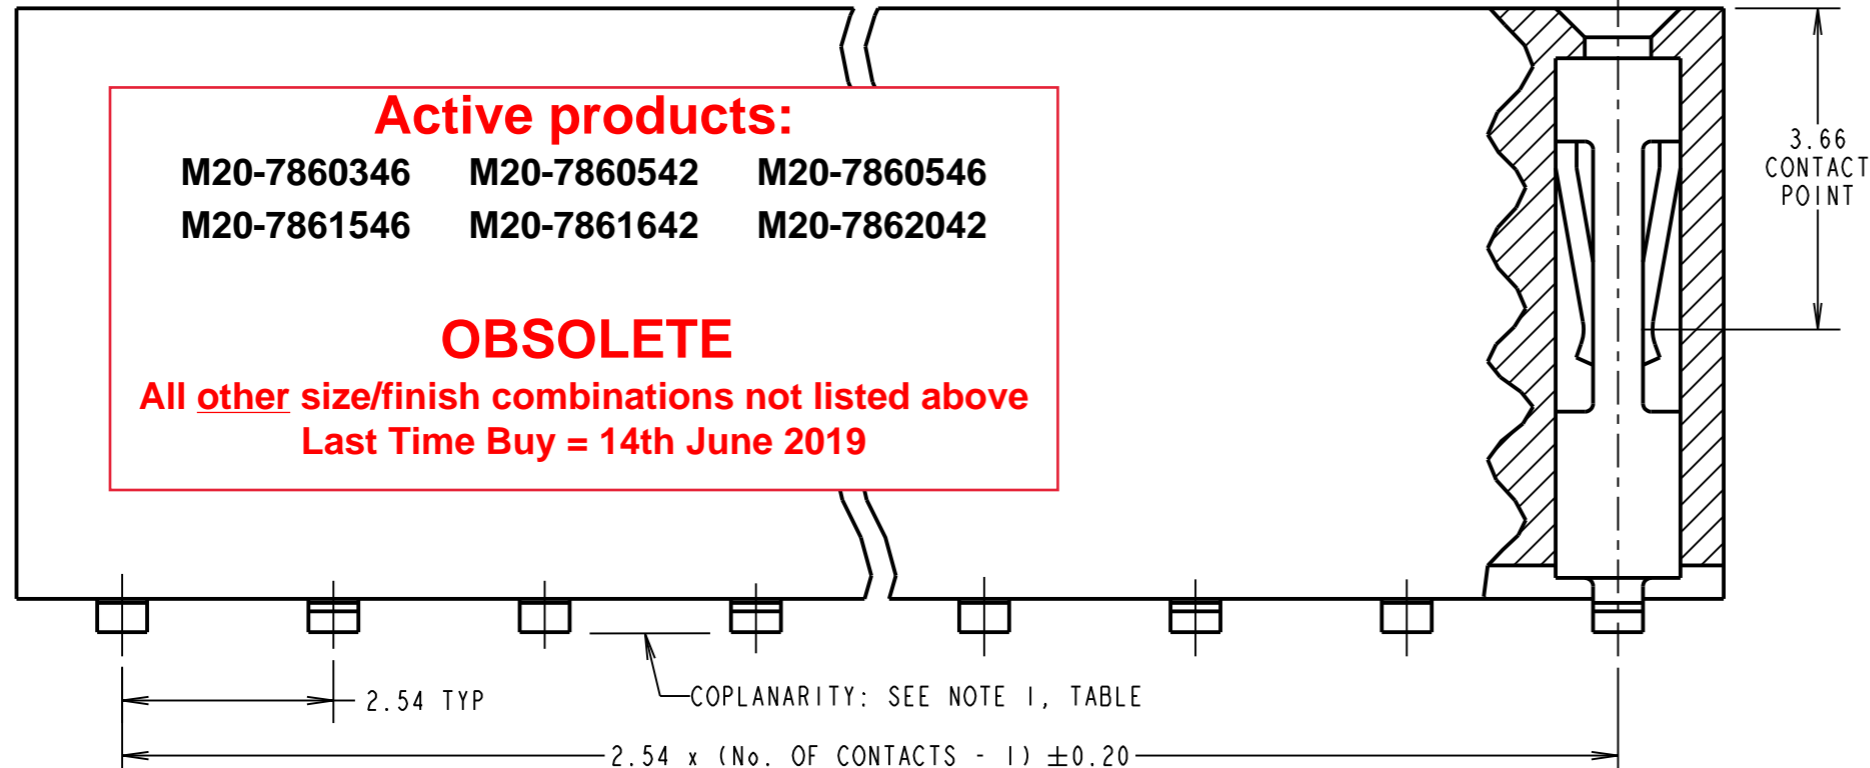 Active products:
M20-7860346 M20-7860542 M20-7860546
M20-7861546 M20-7861642 M20-7862042
OBSOLETE
All other size/finish combinations not listed above
Last Time Buy = 14th June 2019
3.66
CONTACT
POINT
2.54 TYP
COPLANARITY: SEE NOTE 1, TABLE
2.54 x (No. OF CONTACTS - 1) ±0.20